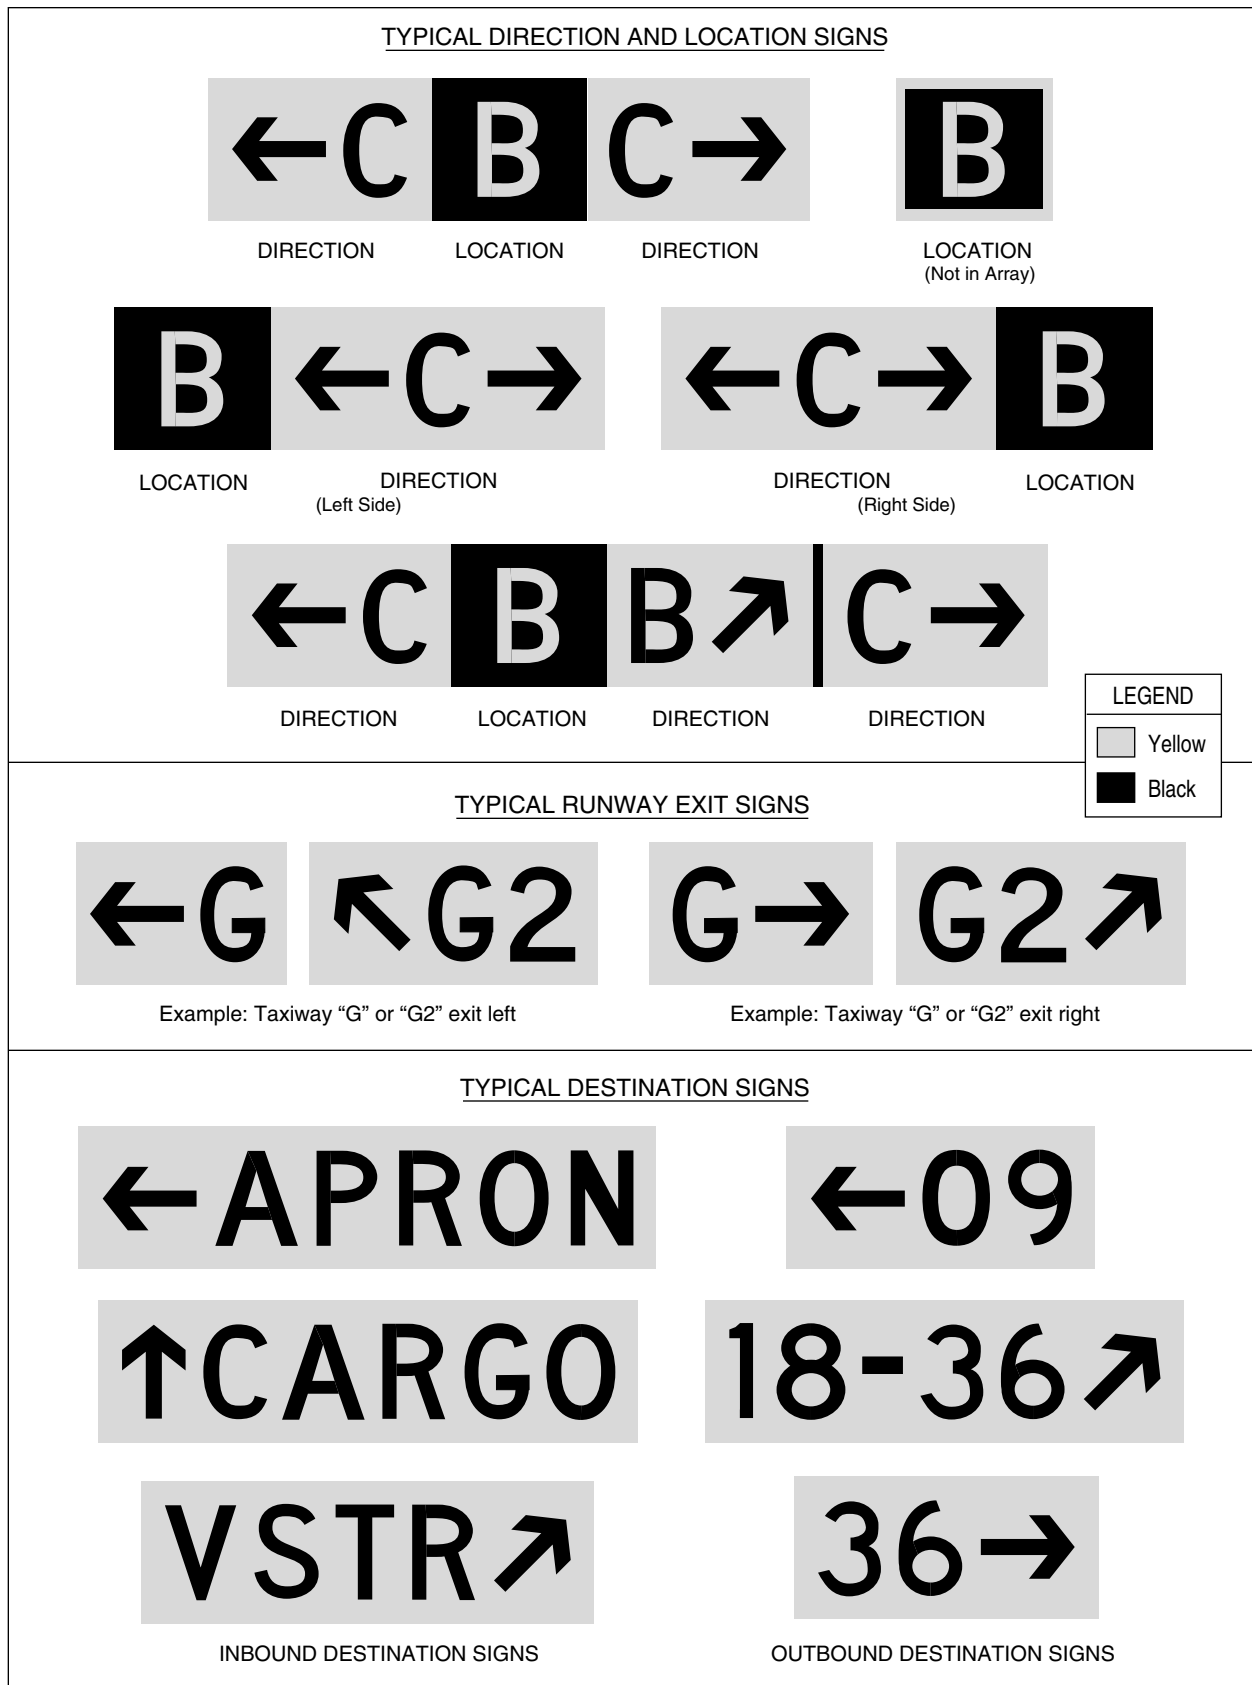 TYPICAL DIRECTION AND LOCATION SIGNS
←C B C→ B
DIRECTION LOCATION DIRECTION LOCATION
(Not in Array)
B ←C→ ←C→ B
LOCATION DIRECTION DIRECTION LOCATION
(Left Side) (Right Side)
←C B B↗ C→
DIRECTION LOCATION DIRECTION DIRECTION
LEGEND
Yellow
Black
TYPICAL RUNWAY EXIT SIGNS
←G ↖G2 G→ G2↗
Example: Taxiway “G” or “G2” exit left Example: Taxiway “G” or “G2” exit right
TYPICAL DESTINATION SIGNS
←APRON ←09
↑CARGO 18-36↗
VSTR↗ 36→
INBOUND DESTINATION SIGNS OUTBOUND DESTINATION SIGNS